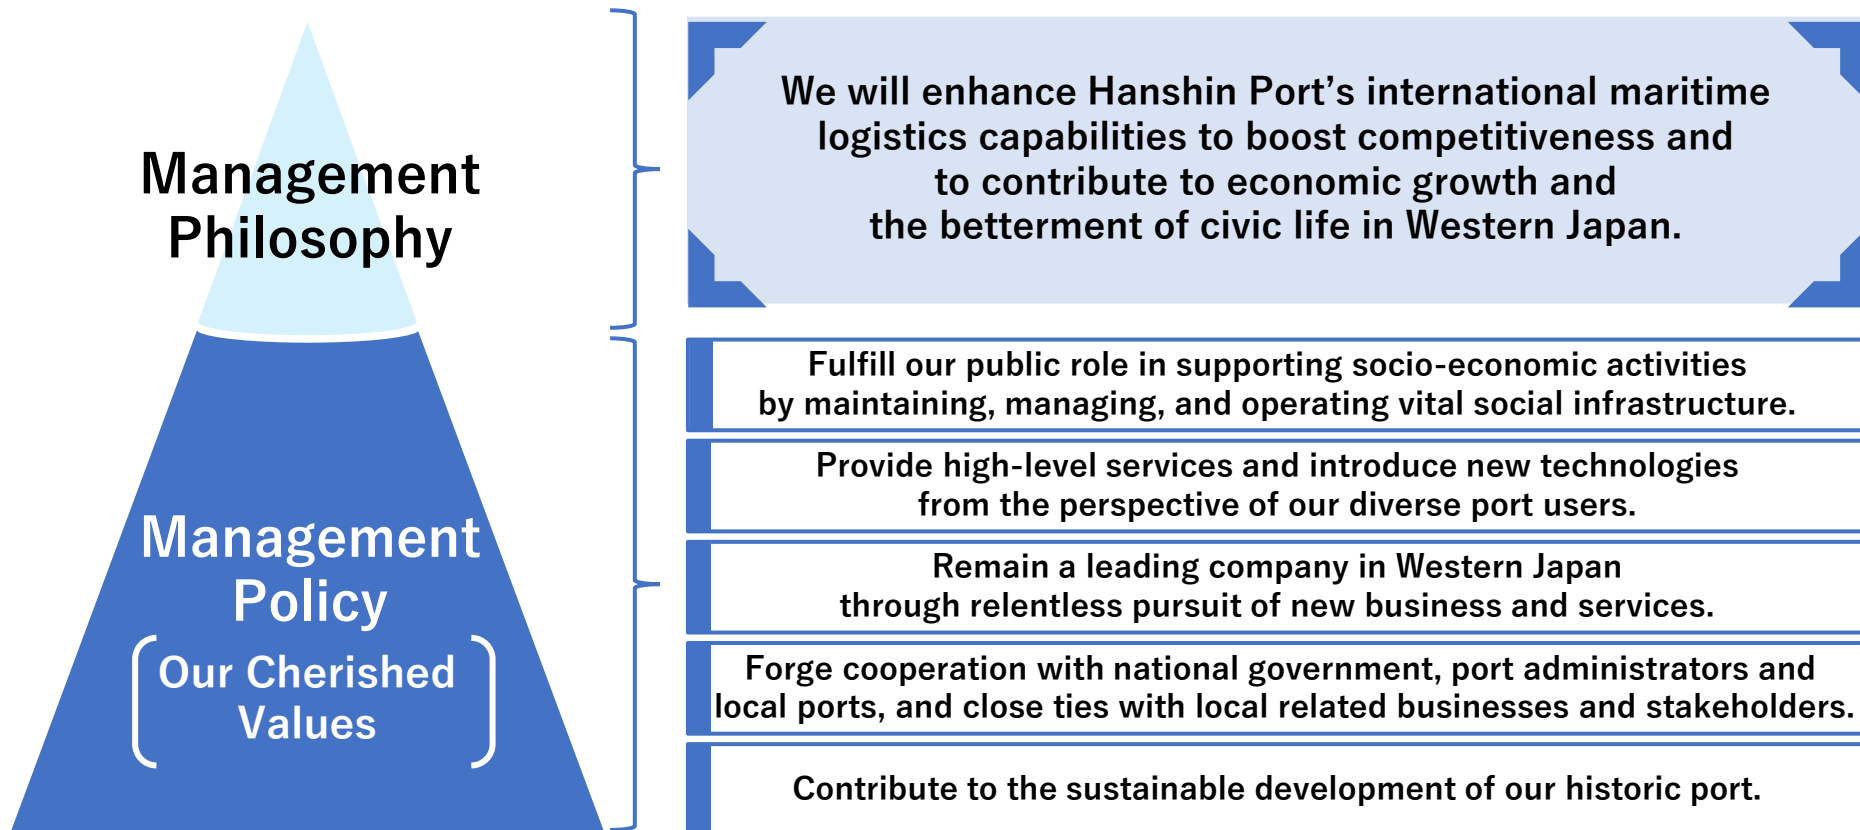 Management
Philosophy
We will enhance Hanshin Port’s international maritime
logistics capabilities to boost competitiveness and
to contribute to economic growth and
the betterment of civic life in Western Japan.
Management
Policy
Our Cherished
Values
Fulfill our public role in supporting socio-economic activities
by maintaining, managing, and operating vital social infrastructure.
Provide high-level services and introduce new technologies
from the perspective of our diverse port users.
Remain a leading company in Western Japan
through relentless pursuit of new business and services.
Forge cooperation with national government, port administrators and
local ports, and close ties with local related businesses and stakeholders.
Contribute to the sustainable development of our historic port.